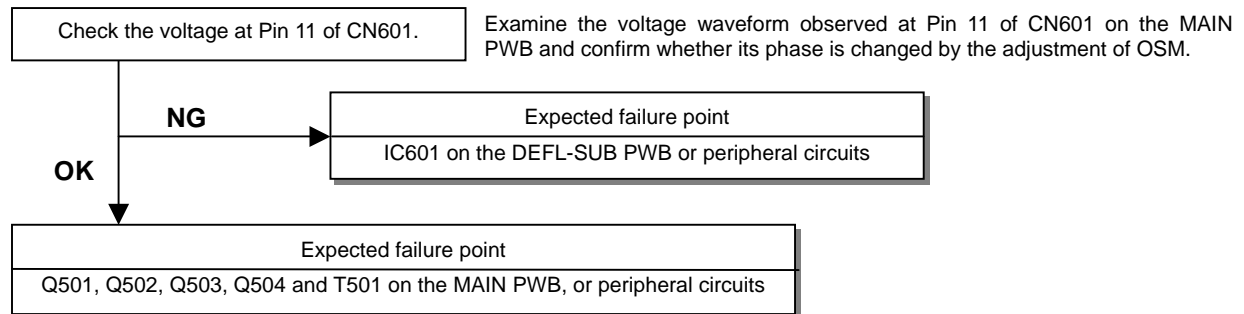 Check the voltage at Pin 11 of CN601.
Examine the voltage waveform observed at Pin 11 of CN601 on the MAIN
PWB and confirm whether its phase is changed by the adjustment of OSM.
NG
Expected failure point
IC601 on the DEFL-SUB PWB or peripheral circuits
OK
Expected failure point
Q501, Q502, Q503, Q504 and T501 on the MAIN PWB, or peripheral circuits